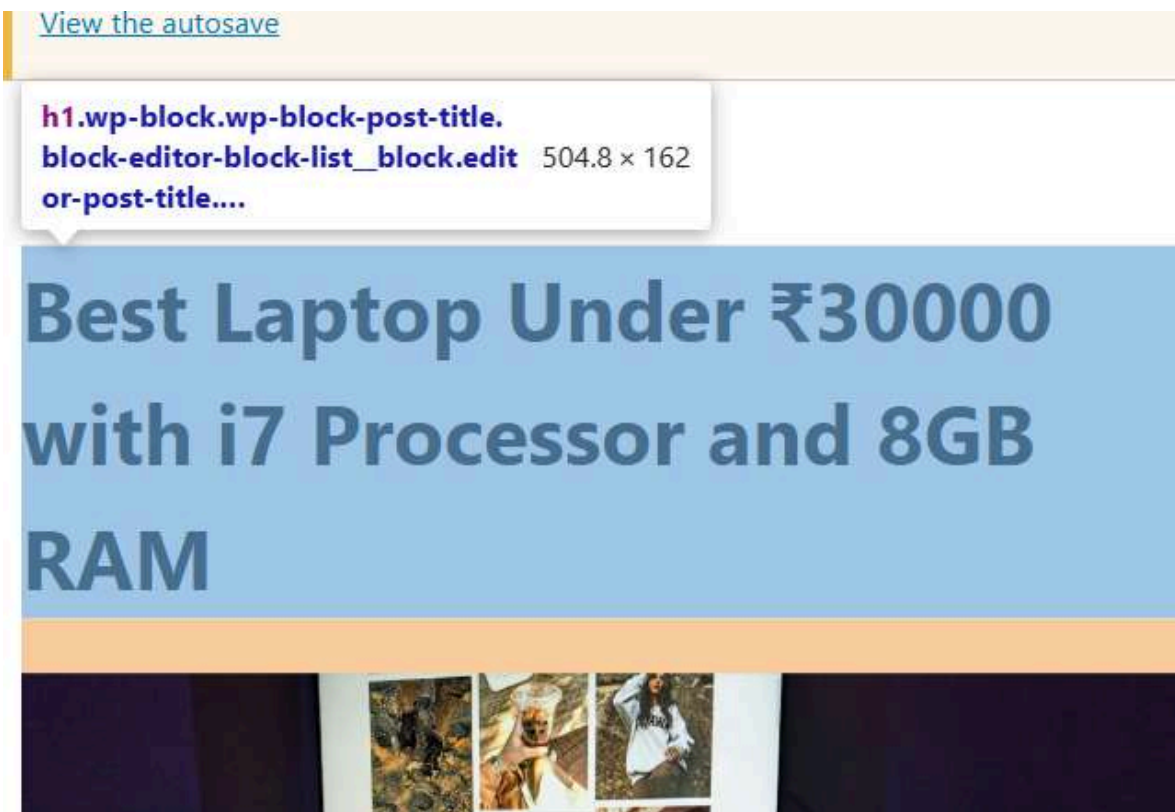 View the autosave
h1.wp-block.wp-block-post-title.
block-editor-block-list__block.edit 504.8 × 162
or-post-title....
Best Laptop Under ₹30000
with i7 Processor and 8GB
RAM